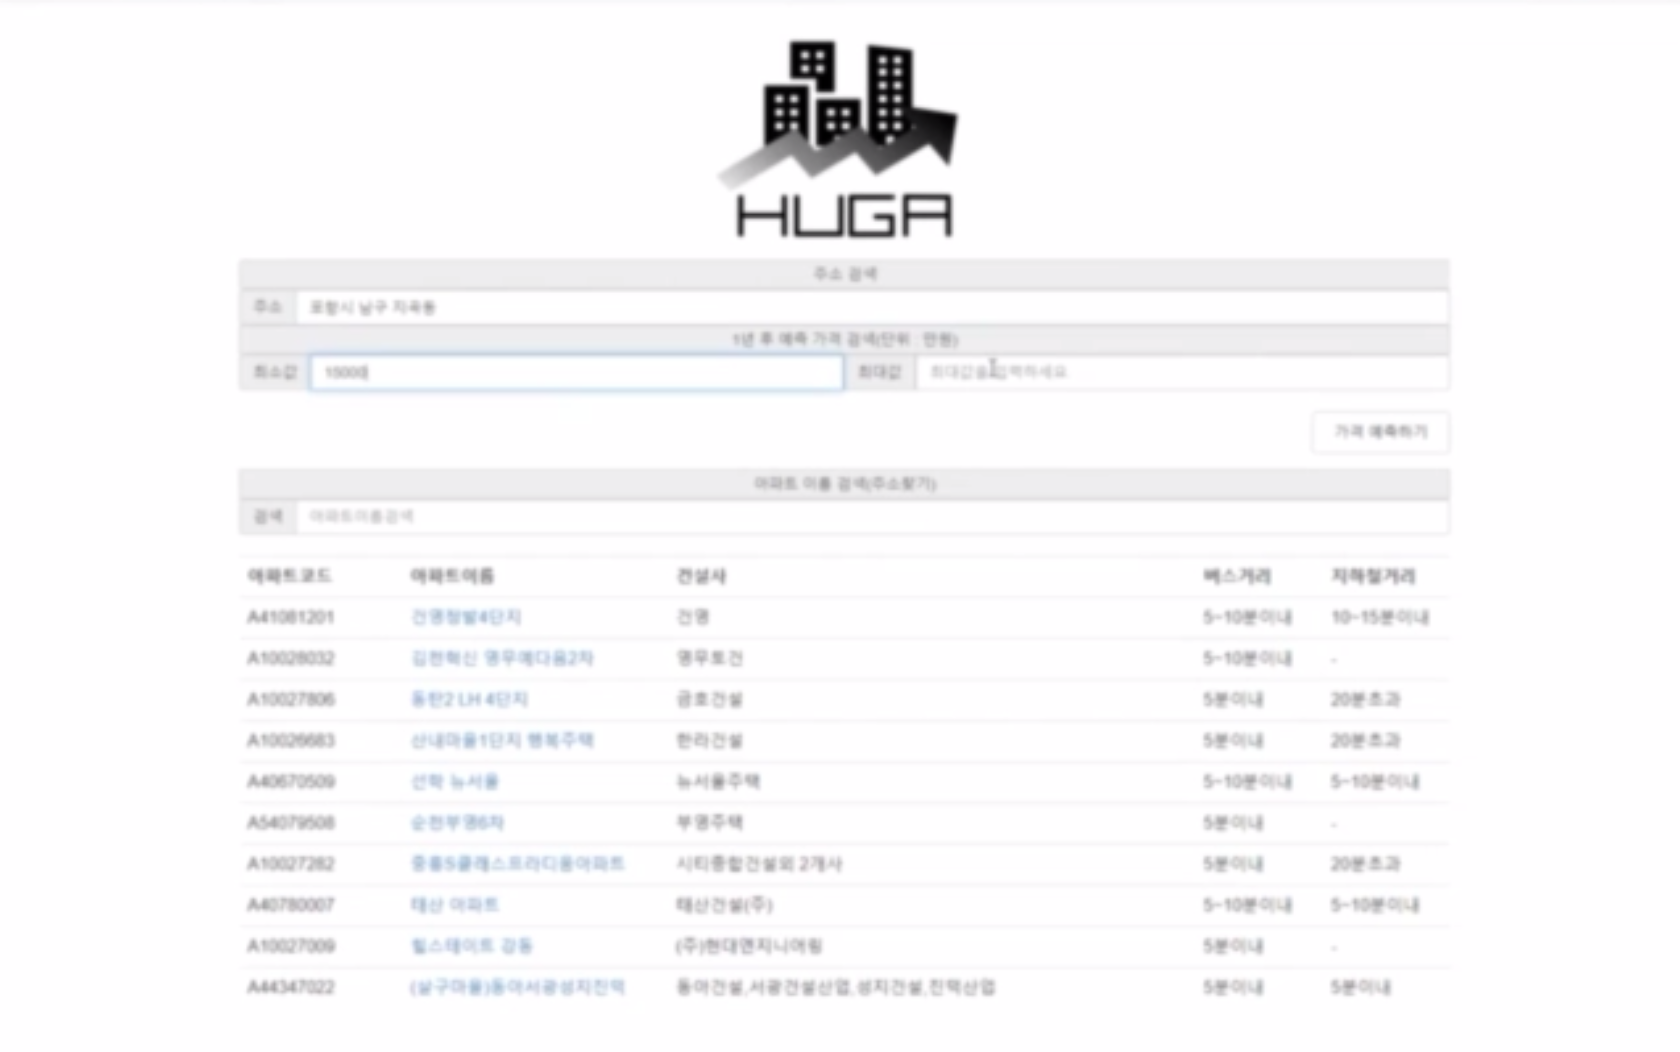 HUGA
주소 검색
주소 포항시 남구 지곡동
1년 후 예측 가격 검색(단위 : 만원)
최소값 15000 최대값 최대값을 입력하세요
가격 예측하기
아파트 이름 검색(주소찾기)
검색 아파트이름검색
아파트코드 아파트이름 건설사 버스거리 지하철거리
A41081201 건영정발4단지 건영 5~10분이내 10~15분이내
A10028032 김천혁신 영무예다음2차 영무토건 5~10분이내 -
A10027806 동탄2 LH 4단지 금호건설 5분이내 20분초과
A10026683 산내마을1단지 행복주택 한라건설 5분이내 20분초과
A40670509 선학 뉴서울 뉴서울주택 5~10분이내 5~10분이내
A54079508 순천부영6차 부영주택 5분이내 -
A10027282 중흥S클래스프라디움아파트 시티종합건설외 2개사 5분이내 20분초과
A40780007 태산 아파트 태산건설(주) 5~10분이내 5~10분이내
A10027009 힐스테이트 강동 (주)현대엔지니어링 5분이내 -
A44347022 (살구마을)동아서광성지진덕 동아건설,서광건설산업,성지건설,진덕산업 5분이내 5분이내